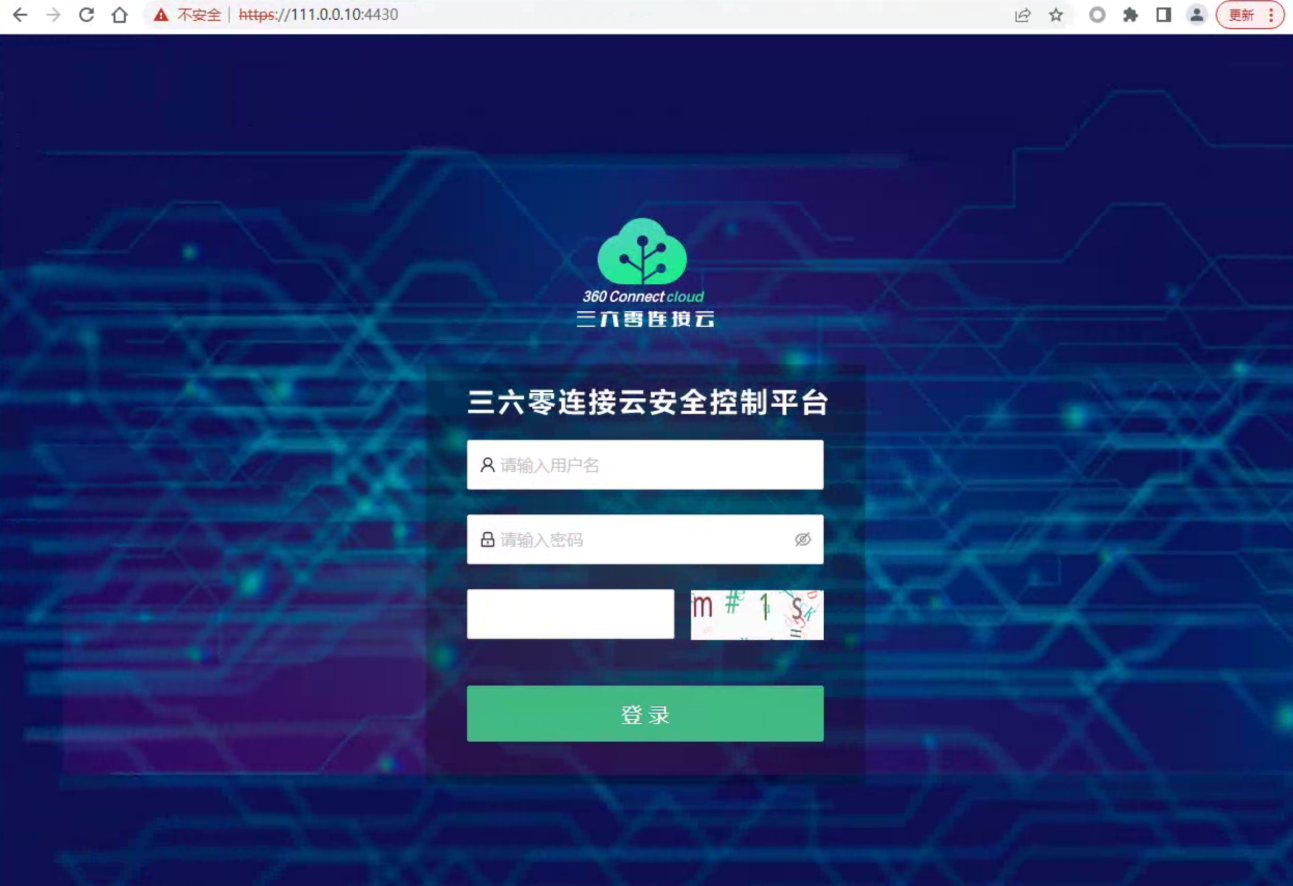 不安全 https://111.0.0.10:4430 更新
360 Connect cloud
三六零连接云
三六零连接云安全控制平台
请输入用户名
请输入密码
m # 1 s
登录